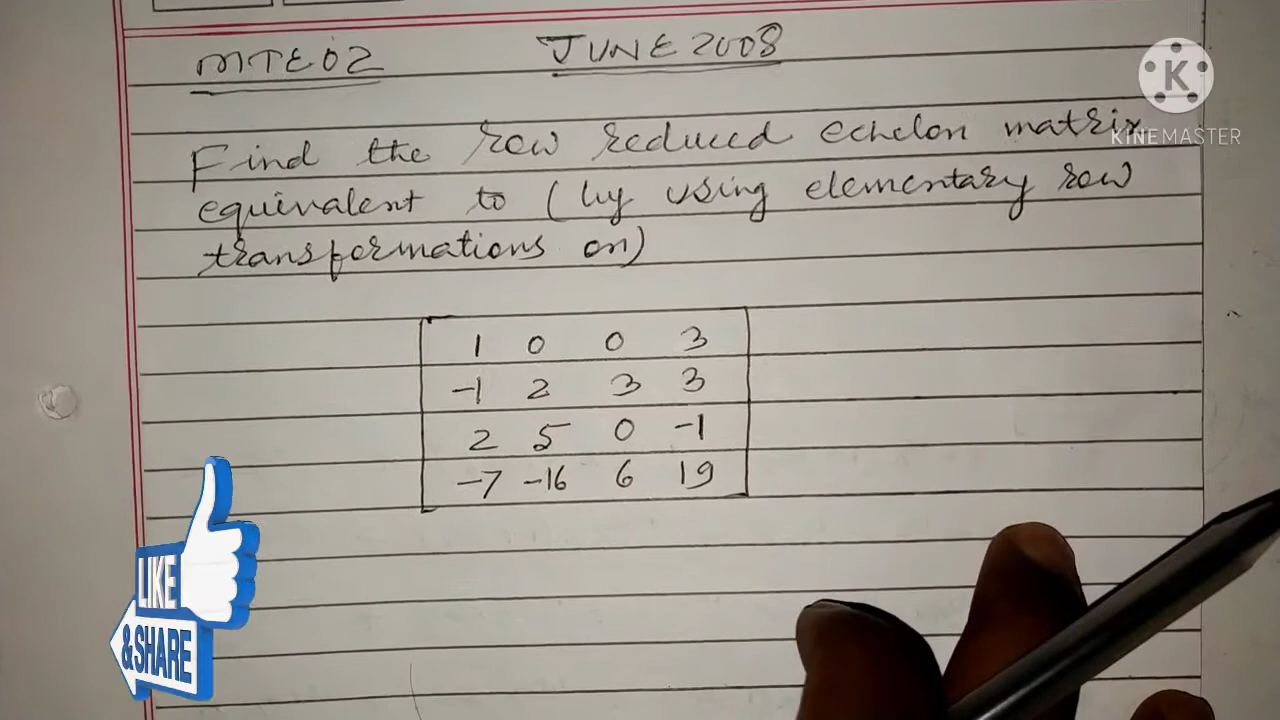 MTE02 JUNE 2008
K
KINEMASTER
Find the row reduced echelon matrix
equivalent to (by using elementary row
transformations on)
1 0 0 3
-1 2 3 3
2 5 0 -1
-7 -16 6 19
LIKE
&SHARE